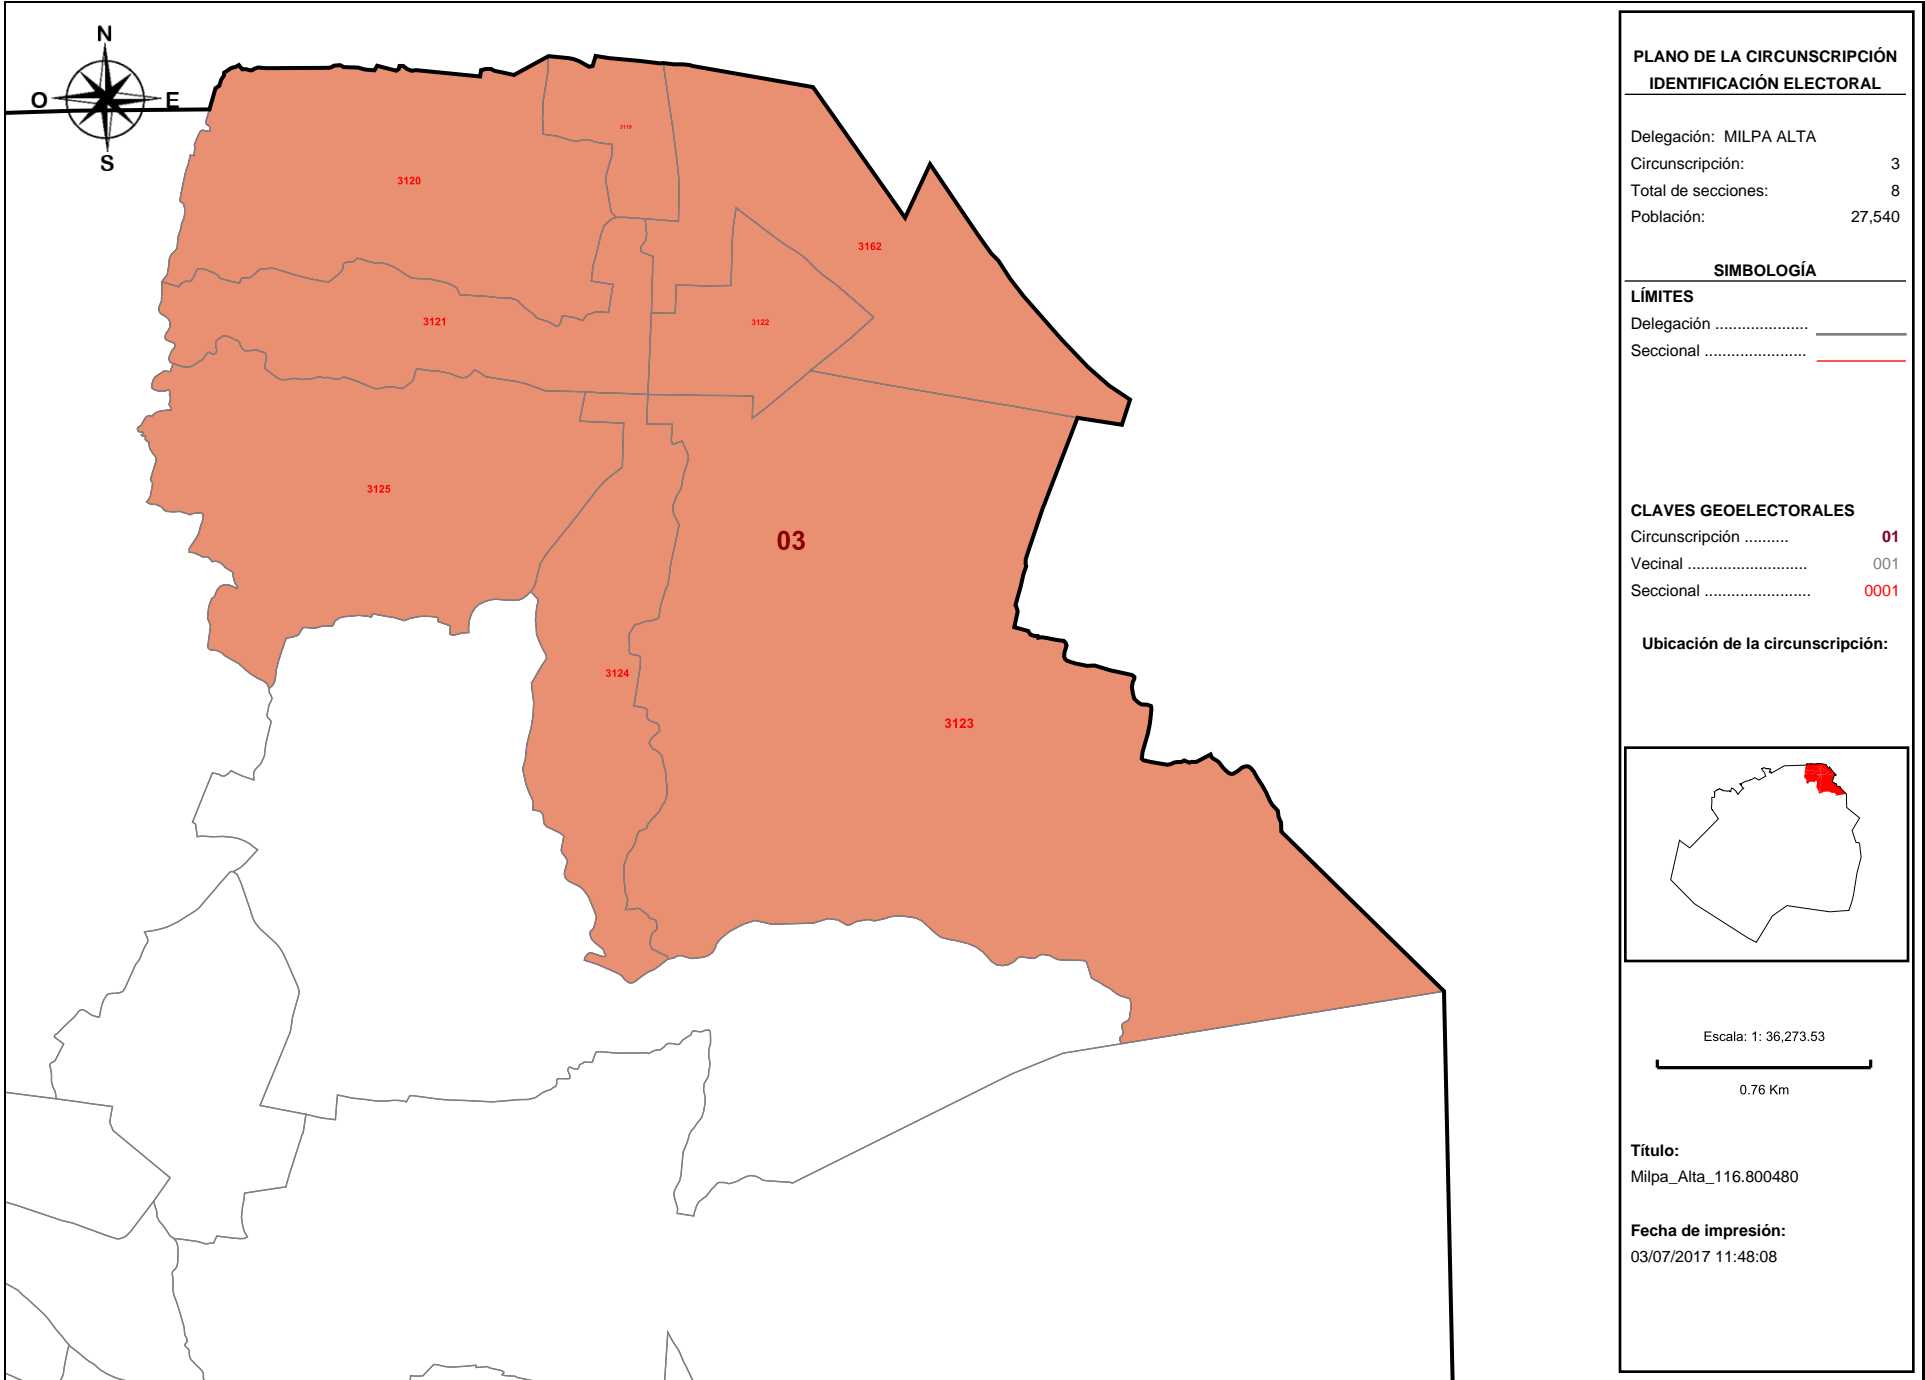 N
O
E
S
3119
3120
3162
3121
3122
3125
03
3124
3123
PLANO DE LA CIRCUNSCRIPCIÓN
IDENTIFICACIÓN ELECTORAL
Delegación: MILPA ALTA
Circunscripción: 3
Total de secciones: 8
Población: 27,540
SIMBOLOGÍA
LÍMITES
Delegación .....................
Seccional .......................
CLAVES GEOELECTORALES
Circunscripción .......... 01
Vecinal ........................... 001
Seccional ........................ 0001
Ubicación de la circunscripción:
Escala: 1: 36,273.53
0.76 Km
Título:
Milpa_Alta_116.800480
Fecha de impresión:
03/07/2017 11:48:08